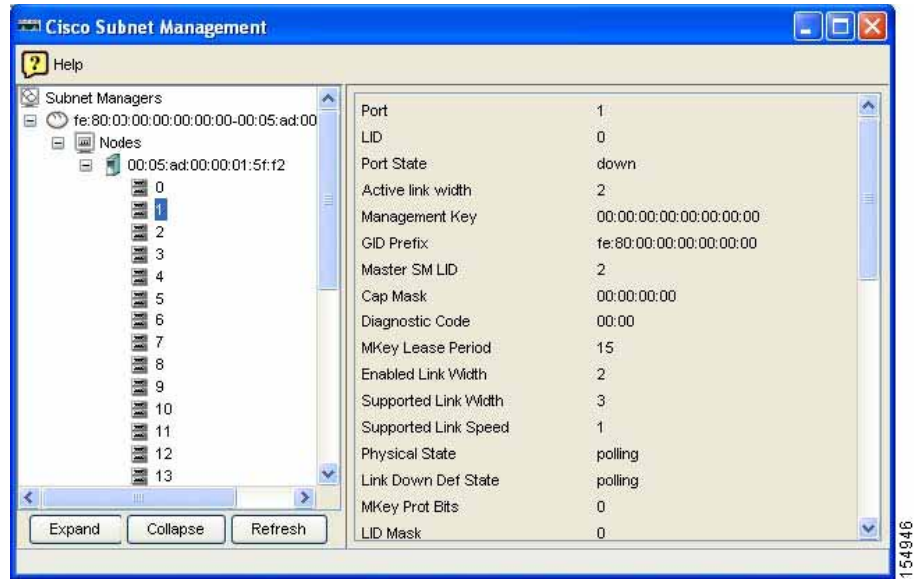 Cisco Subnet Management
Help
Subnet Managers
fe:80:00:00:00:00:00:00-00:05:ad:00
Nodes
00:05:ad:00:00:01:5f:f2
0
1
2
3
4
5
6
7
8
9
10
11
12
13
Expand Collapse Refresh
Port 1
LID 0
Port State down
Active link width 2
Management Key 00:00:00:00:00:00:00:00
GID Prefix fe:80:00:00:00:00:00:00
Master SM LID 2
Cap Mask 00:00:00:00
Diagnostic Code 00:00
MKey Lease Period 15
Enabled Link Width 2
Supported Link Width 3
Supported Link Speed 1
Physical State polling
Link Down Def State polling
MKey Prot Bits 0
LID Mask 0
154946